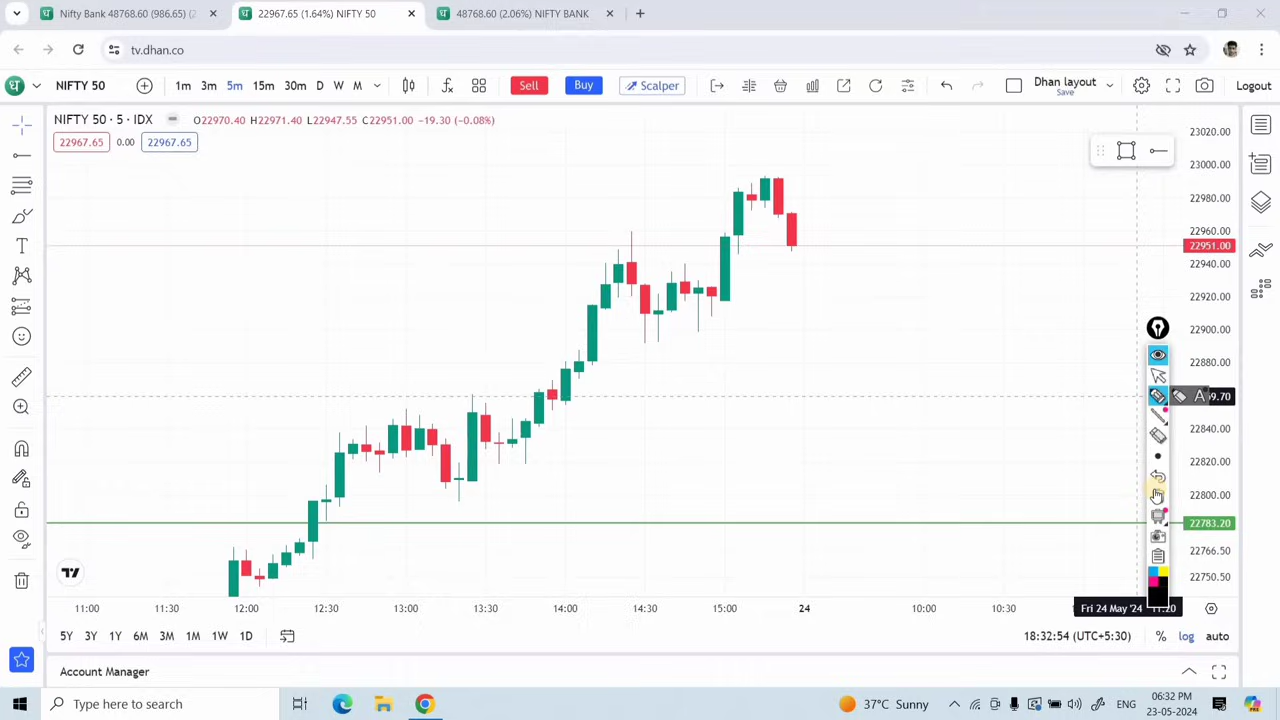 Nifty Bank 48768.60 (986.65) (2
22967.65 (1.64%) NIFTY 50
48768.60 (2.06%) NIFTY BANK
tv.dhan.co
ध NIFTY 50 1m 3m 5m 15m 30m D W M Sell Buy Scalper Dhan layout Save Logout
NIFTY 50 · 5 · IDX O22970.40 H22971.40 L22947.55 C22951.00 -19.30 (-0.08%)
22967.65 0.00 22967.65
23020.00
23000.00
22980.00
22960.00
22951.00
22940.00
22920.00
22900.00
22880.00
A 9.70
22840.00
22820.00
22800.00
22783.20
22766.50
22750.50
11:00 11:30 12:00 12:30 13:00 13:30 14:00 14:30 15:00 24 10:00 10:30 Fri 24 May '24 11:20
5Y 3Y 1Y 6M 3M 1M 1W 1D 18:32:54 (UTC+5:30) % log auto
Account Manager
Type here to search 37°C Sunny ENG 06:32 PM
23-05-2024